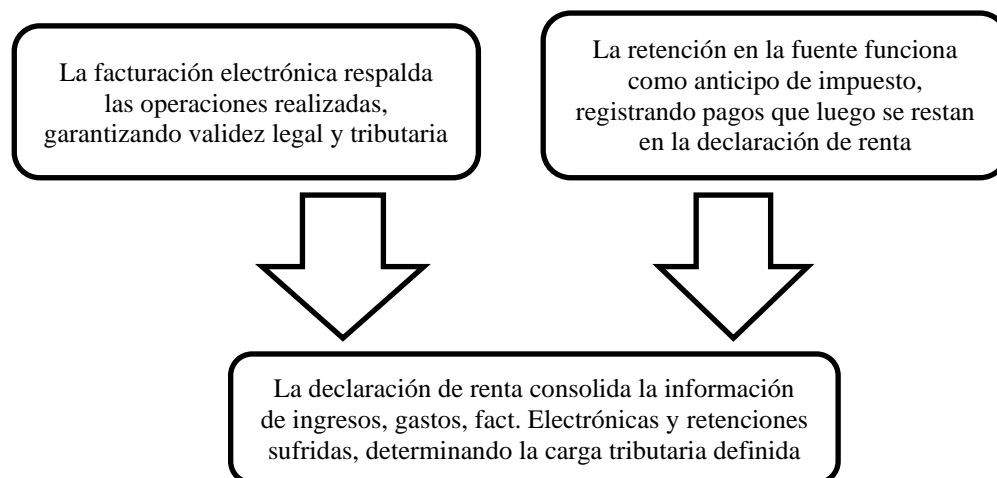 La facturación electrónica respalda
las operaciones realizadas,
garantizando validez legal y tributaria
La retención en la fuente funciona
como anticipo de impuesto,
registrando pagos que luego se restan
en la declaración de renta
La declaración de renta consolida la información
de ingresos, gastos, fact. Electrónicas y retenciones
sufridas, determinando la carga tributaria definida